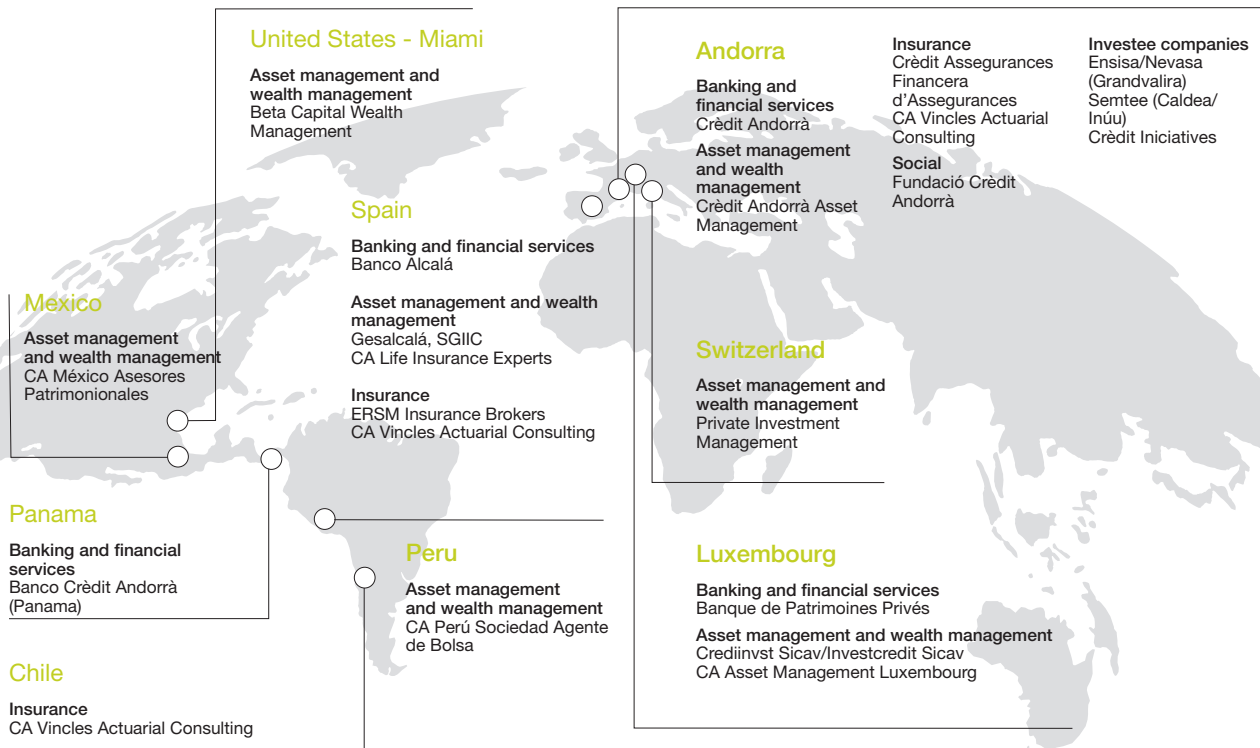 United States - Miami
Asset management and
wealth management
Beta Capital Wealth
Management
Andorra
Banking and
financial services
Crèdit Andorrà
Asset management
and wealth
management
Crèdit Andorrà Asset
Management
Insurance
Crèdit Assegurances
Financera
d’Assegurances
CA Vincles Actuarial
Consulting
Social
Fundació Crèdit
Andorrà
Investee companies
Ensisa/Nevasa
(Grandvalira)
Semtee (Caldea/
Inúu)
Crèdit Iniciatives
Spain
Banking and financial services
Banco Alcalá
Asset management and wealth
management
Gesalcalá, SGIIC
CA Life Insurance Experts
Insurance
ERSM Insurance Brokers
CA Vincles Actuarial Consulting
Mexico
Asset management
and wealth management
CA México Asesores
Patrimonionales
Switzerland
Asset management and
wealth management
Private Investment
Management
Panama
Banking and financial
services
Banco Crèdit Andorrà
(Panama)
Peru
Asset management
and wealth management
CA Perú Sociedad Agente
de Bolsa
Luxembourg
Banking and financial services
Banque de Patrimoines Privés
Asset management and wealth management
Crediinvst Sicav/Investcredit Sicav
CA Asset Management Luxembourg
Chile
Insurance
CA Vincles Actuarial Consulting